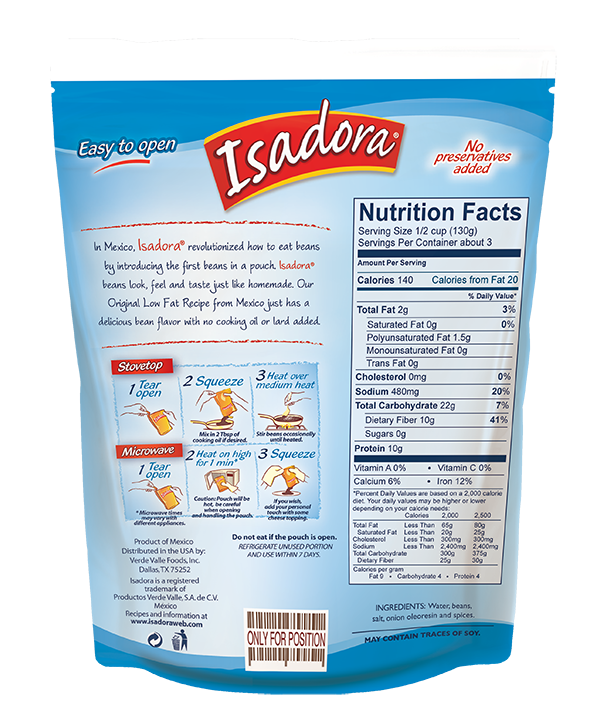 Easy to open
Isadora®
No
preservatives
added
In Mexico, Isadora® revolutionized how to eat beans
by introducing the first beans in a pouch. Isadora®
beans look, feel and taste just like homemade. Our
Original Low Fat Recipe from Mexico just has a
delicious bean flavor with no cooking oil or lard added.
Stovetop
1 Tear
open
2 Squeeze
Mix in 2 Tbsp of
cooking oil if desired.
3 Heat over
medium heat
Stir beans occasionally
until heated.
Microwave
1 Tear
open
* Microwave times
may vary with
different appliances.
2 Heat on high
for 1 min*
Caution: Pouch will be
hot, be careful
when opening
and handling the pouch.
3 Squeeze
If you wish,
add your personal
touch with some
cheese topping.
Product of Mexico
Distributed in the USA by:
Verde Valle Foods, Inc.
Dallas, TX 75252
Isadora is a registered
trademark of
Productos Verde Valle, S.A. de C.V.
México
Recipes and information at
www.isadoraweb.com
Do not eat if the pouch is open.
REFRIGERATE UNUSED PORTION
AND USE WITHIN 7 DAYS.
ONLY FOR POSITION
Nutrition Facts
Serving Size 1/2 cup (130g)
Servings Per Container about 3
Amount Per Serving
Calories 140 Calories from Fat 20
% Daily Value*
Total Fat 2g 3%
Saturated Fat 0g 0%
Polyunsaturated Fat 1.5g
Monounsaturated Fat 0g
Trans Fat 0g
Cholesterol 0mg 0%
Sodium 480mg 20%
Total Carbohydrate 22g 7%
Dietary Fiber 10g 41%
Sugars 0g
Protein 10g
Vitamin A 0% • Vitamin C 0%
Calcium 6% • Iron 12%
*Percent Daily Values are based on a 2,000 calorie
diet. Your daily values may be higher or lower
depending on your calorie needs:
Calories 2,000 2,500
Total Fat Less Than 65g 80g
Saturated Fat Less Than 20g 25g
Cholesterol Less Than 300mg 300mg
Sodium Less Than 2,400mg 2,400mg
Total Carbohydrate 300g 375g
Dietary Fiber 25g 30g
Calories per gram
Fat 9 • Carbohydrate 4 • Protein 4
INGREDIENTS: Water, beans,
salt, onion oleoresin and spices.
MAY CONTAIN TRACES OF SOY.